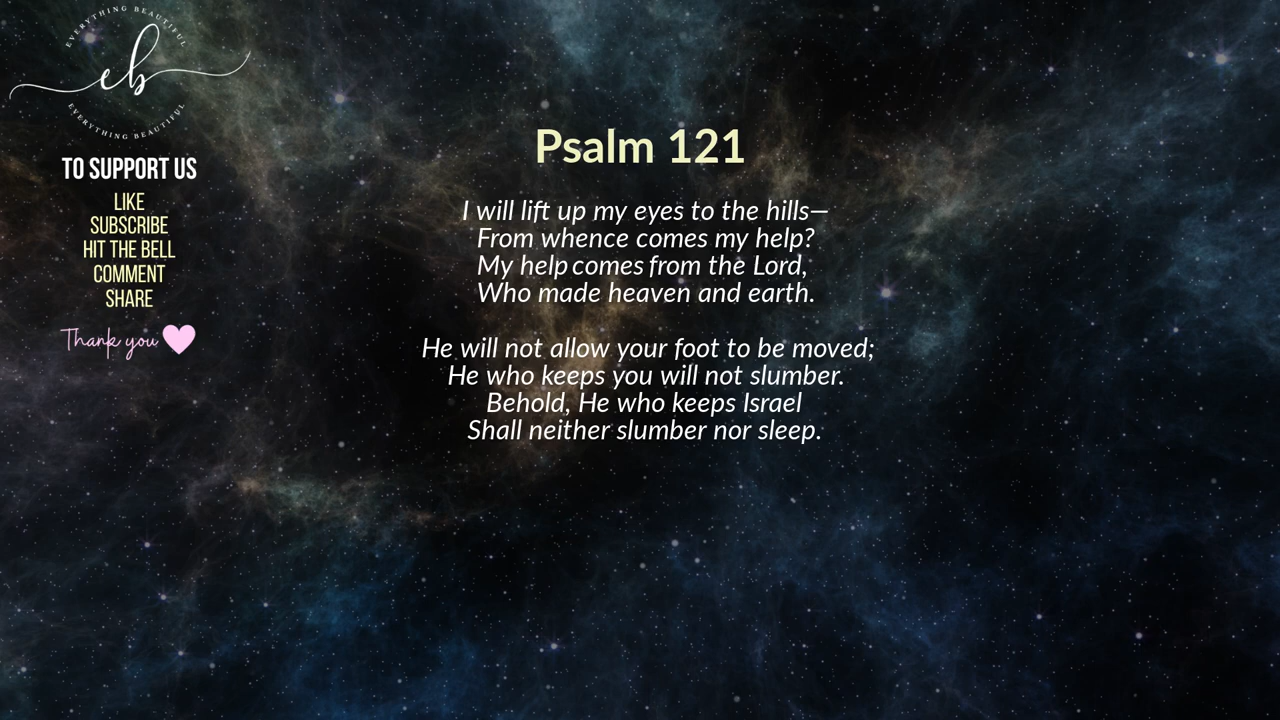 EVERYTHING BEAUTIFUL
eb
EVERYTHING BEAUTIFUL
TO SUPPORT US
LIKE
SUBSCRIBE
HIT THE BELL
COMMENT
SHARE
Thank you
Psalm 121
I will lift up my eyes to the hills—
From whence comes my help?
My help comes from the Lord,
Who made heaven and earth.
He will not allow your foot to be moved;
He who keeps you will not slumber.
Behold, He who keeps Israel
Shall neither slumber nor sleep.